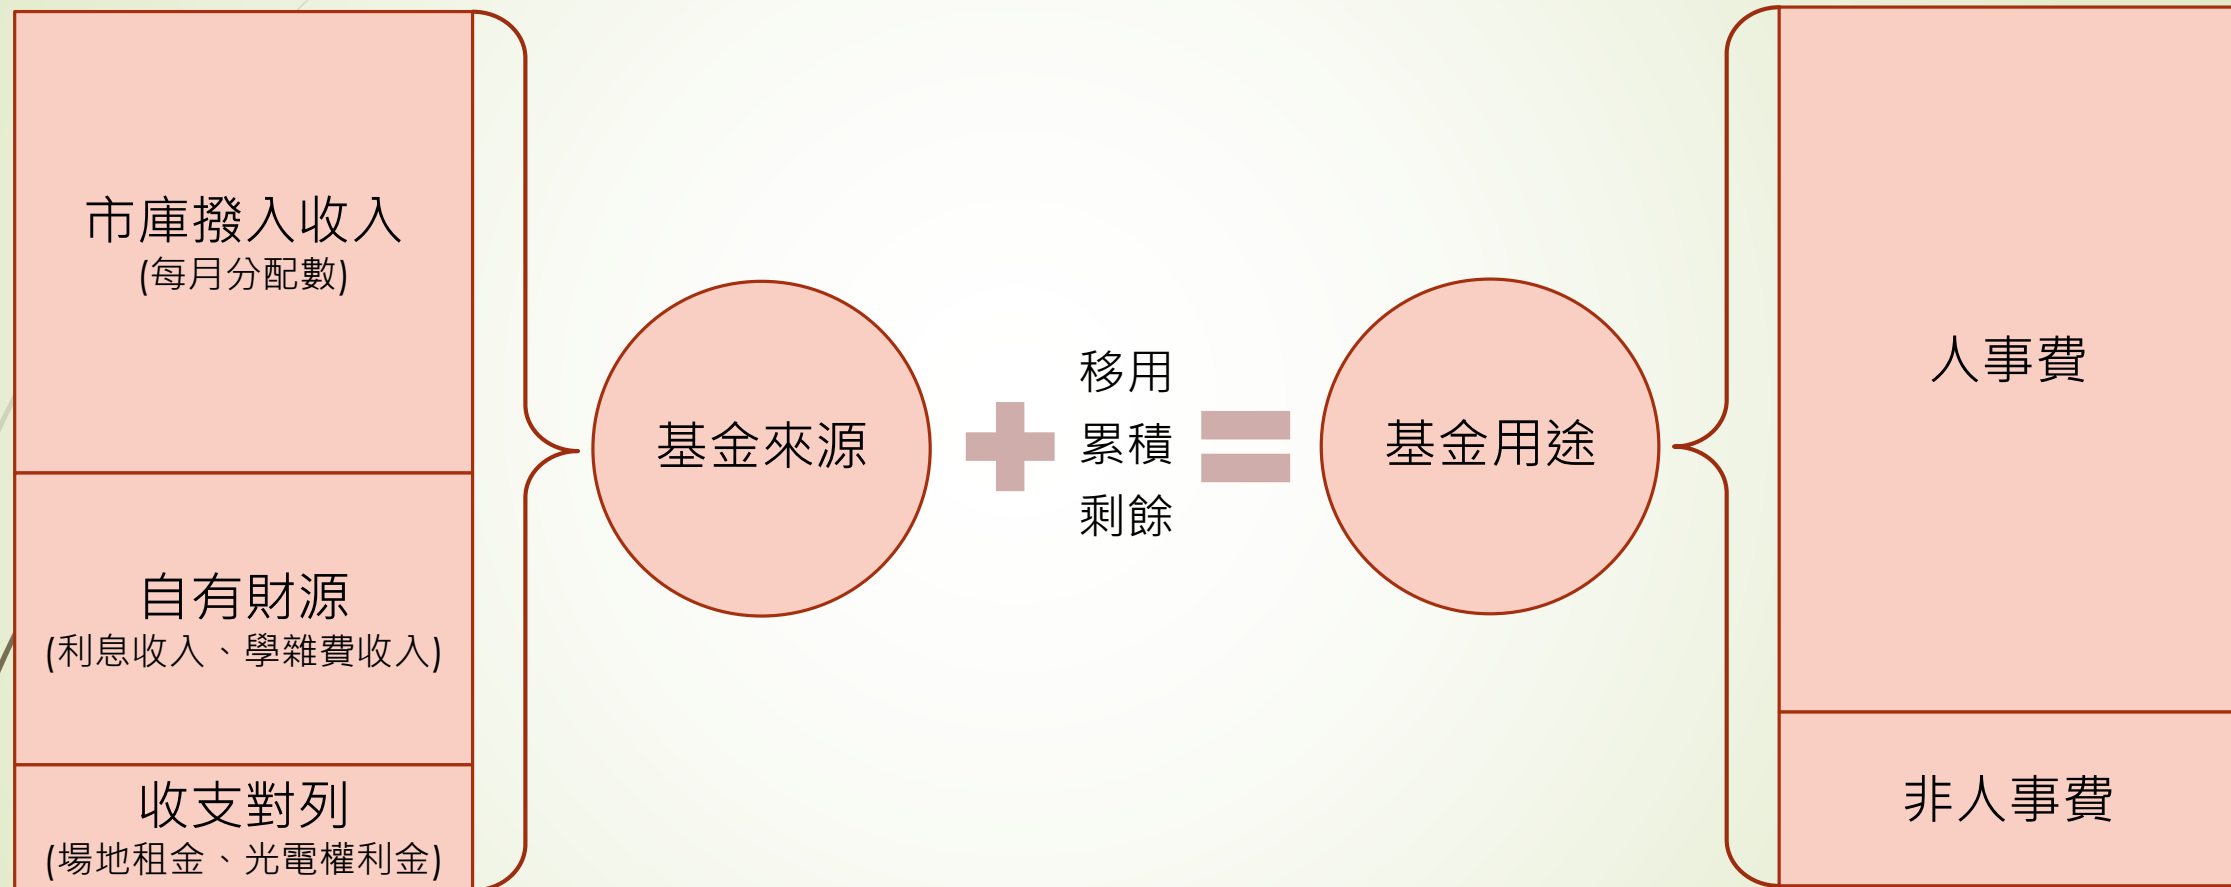 市庫撥入收入
(每月分配數)
自有財源
(利息收入、學雜費收入)
收支對列
(場地租金、光電權利金)
基金來源
移用
累積
剩餘
基金用途
人事費
非人事費